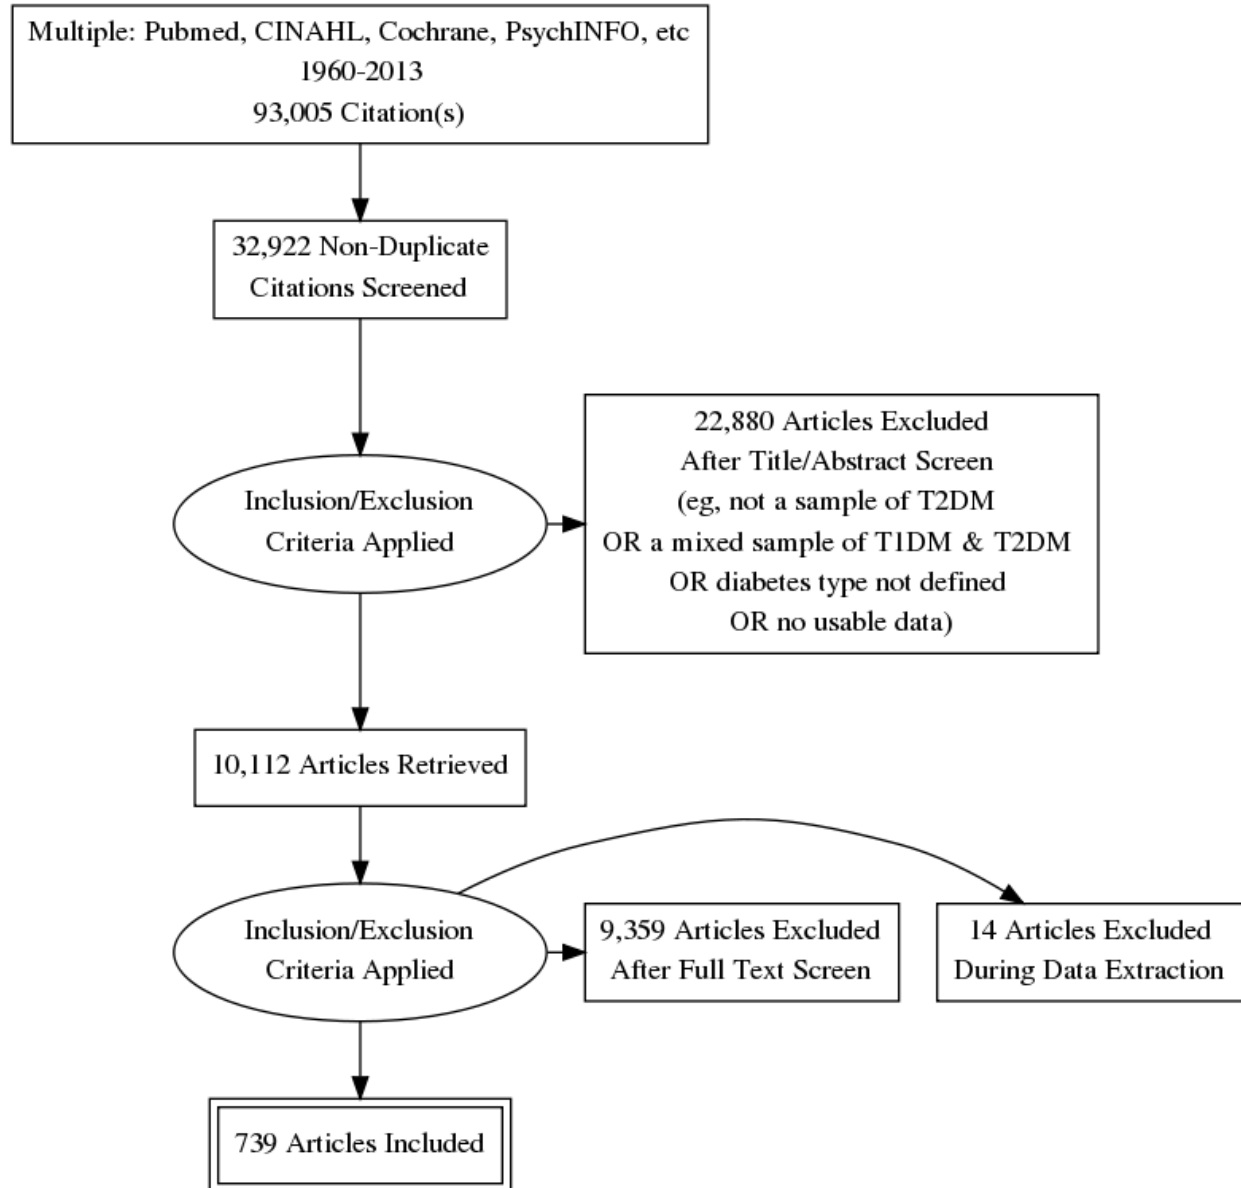 Multiple: Pubmed, CINAHL, Cochrane, PsychINFO, etc
1960-2013
93,005 Citation(s)
32,922 Non-Duplicate
Citations Screened
Inclusion/Exclusion
Criteria Applied
22,880 Articles Excluded
After Title/Abstract Screen
(eg, not a sample of T2DM
OR a mixed sample of T1DM & T2DM
OR diabetes type not defined
OR no usable data)
10,112 Articles Retrieved
Inclusion/Exclusion
Criteria Applied
9,359 Articles Excluded
After Full Text Screen
14 Articles Excluded
During Data Extraction
739 Articles Included